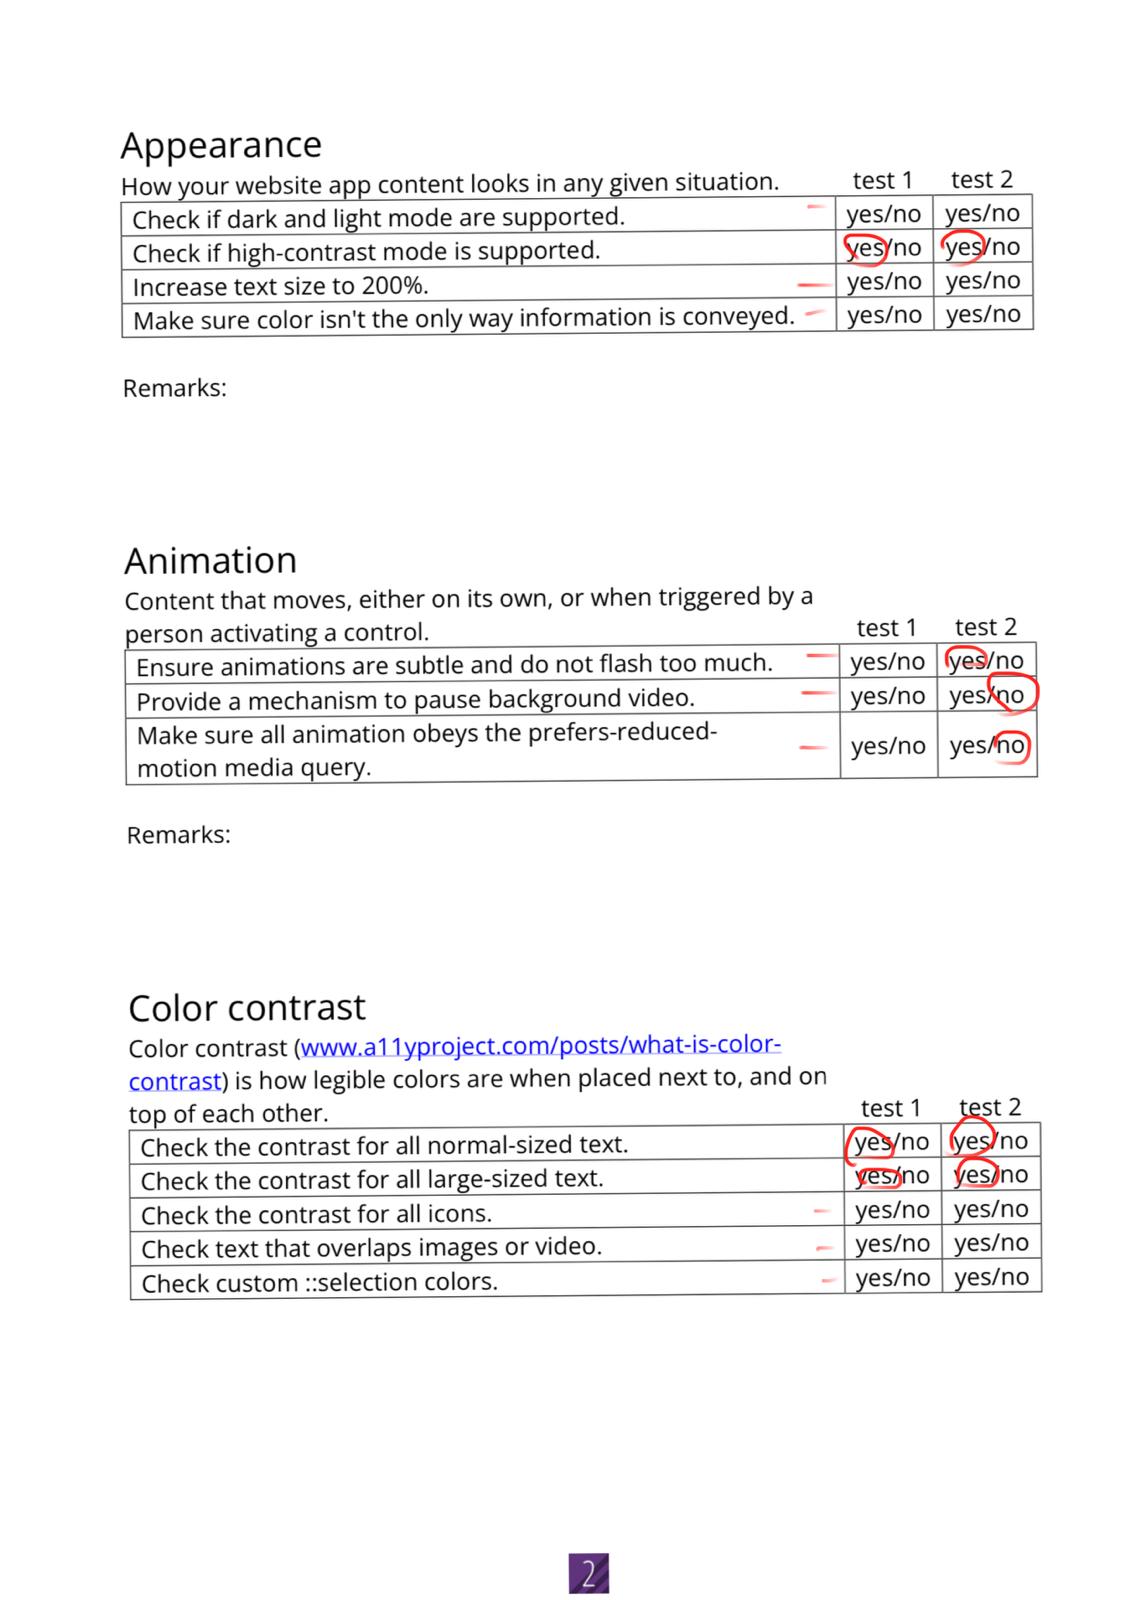 Appearance
How your website app content looks in any given situation. test 1 test 2
Check if dark and light mode are supported. yes/no yes/no
Check if high-contrast mode is supported. yes/no yes/no
Increase text size to 200%. yes/no yes/no
Make sure color isn't the only way information is conveyed. yes/no yes/no
Remarks:
Animation
Content that moves, either on its own, or when triggered by a
person activating a control. test 1 test 2
Ensure animations are subtle and do not flash too much. yes/no yes/no
Provide a mechanism to pause background video. yes/no yes/no
Make sure all animation obeys the prefers-reduced-
motion media query. yes/no yes/no
Remarks:
Color contrast
Color contrast (www.a11yproject.com/posts/what-is-color-
contrast) is how legible colors are when placed next to, and on
top of each other. test 1 test 2
Check the contrast for all normal-sized text. yes/no yes/no
Check the contrast for all large-sized text. yes/no yes/no
Check the contrast for all icons. yes/no yes/no
Check text that overlaps images or video. yes/no yes/no
Check custom ::selection colors. yes/no yes/no
2